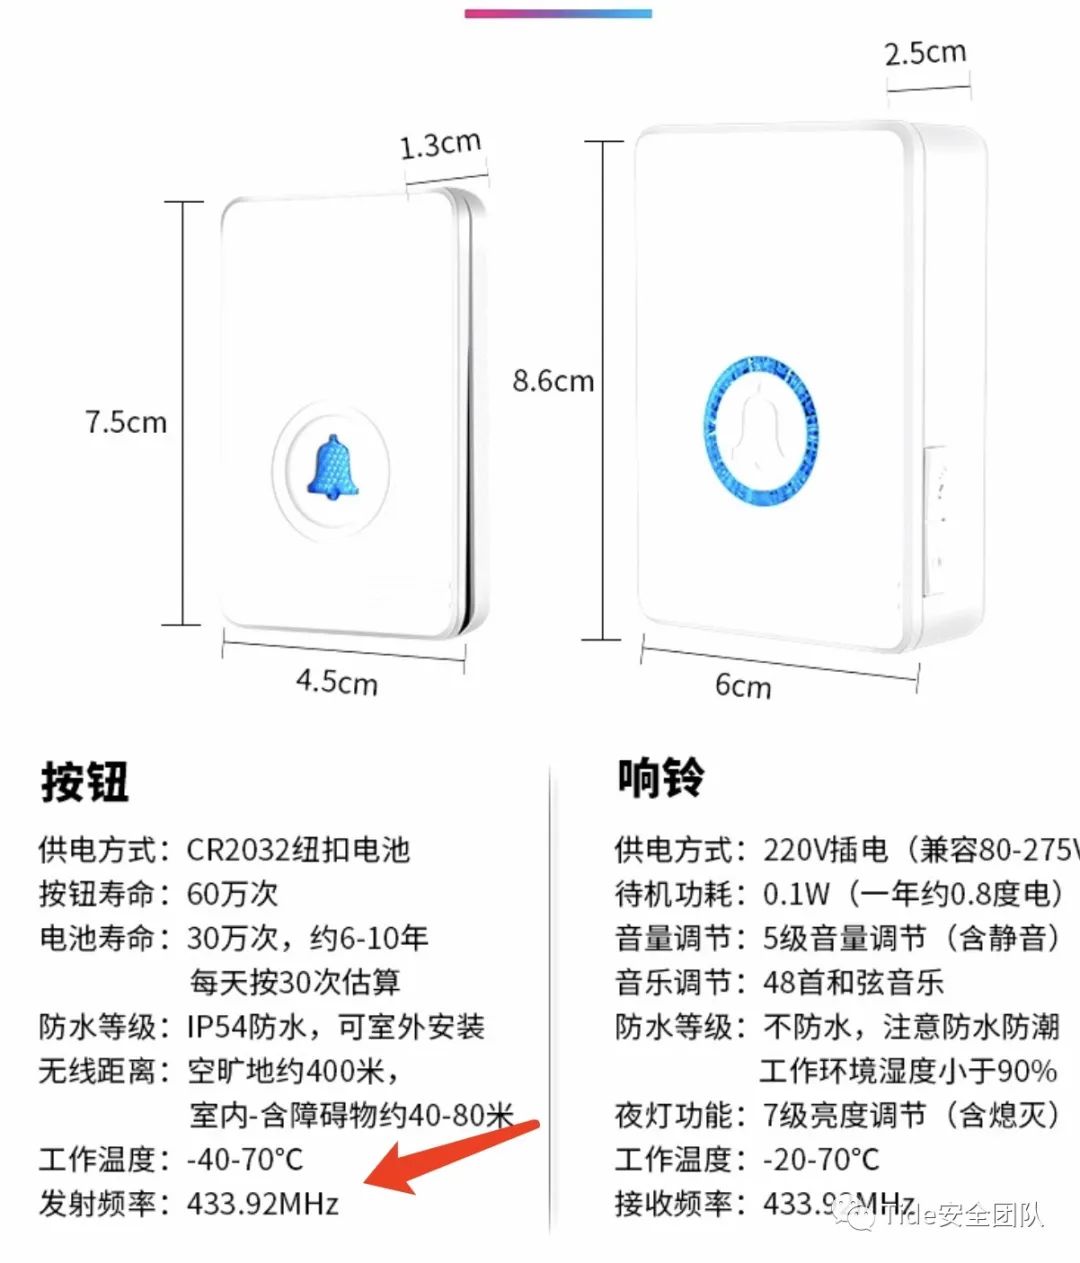 2.5cm
1.3cm
7.5cm
8.6cm
4.5cm
6cm
按钮
供电方式：CR2032纽扣电池
按钮寿命：60万次
电池寿命：30万次，约6-10年
每天按30次估算
防水等级：IP54防水，可室外安装
无线距离：空旷地约400米，
室内-含障碍物约40-80米
工作温度：-40-70℃
发射频率：433.92MHz
响铃
供电方式：220V插电（兼容80-275V
待机功耗：0.1W（一年约0.8度电）
音量调节：5级音量调节（含静音）
音乐调节：48首和弦音乐
防水等级：不防水，注意防水防潮
工作环境湿度小于90%
夜灯功能：7级亮度调节（含熄灭）
工作温度：-20-70℃
接收频率：433.92MHz
Tide安全团队